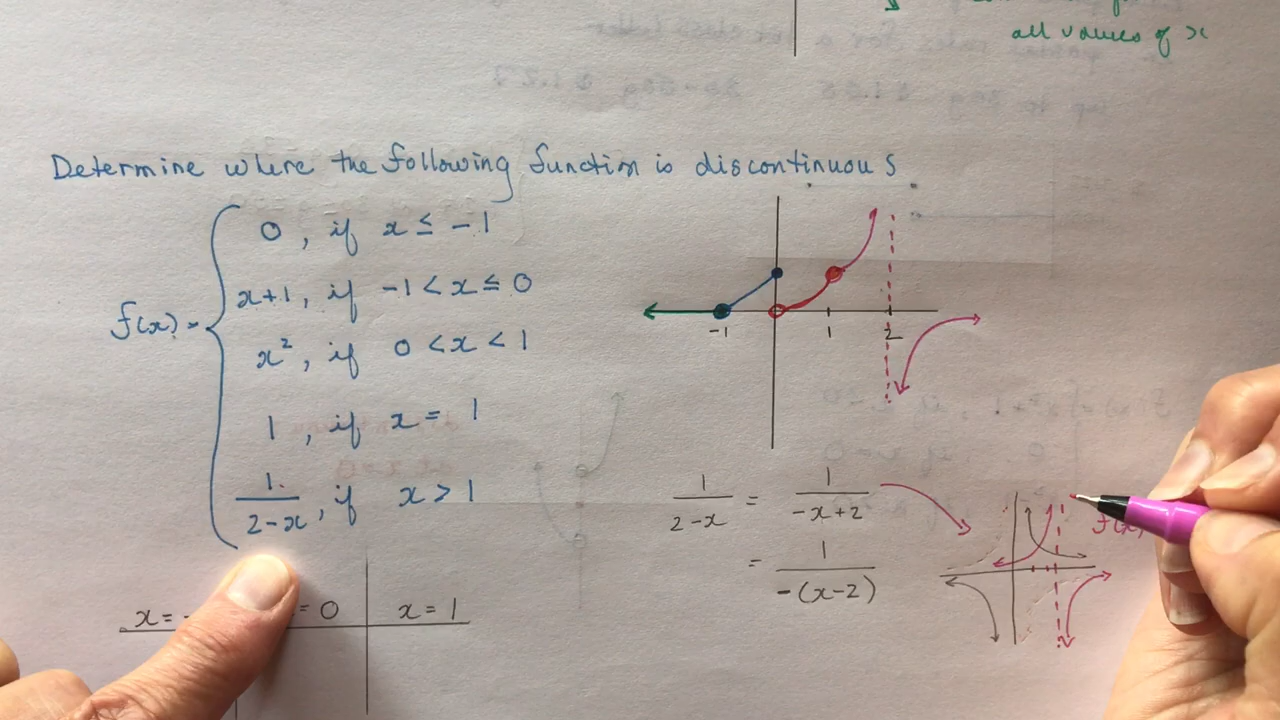 all values of x
Determine where the following function is discontinuous
f(x) =
0, if x ≤ -1
x+1, if -1 < x ≤ 0
x², if 0 < x < 1
1, if x = 1
1/(2-x), if x > 1
-1 1 2
1/(2-x) = 1/(-x+2)
= 1/(-(x-2))
x = = 0 x = 1